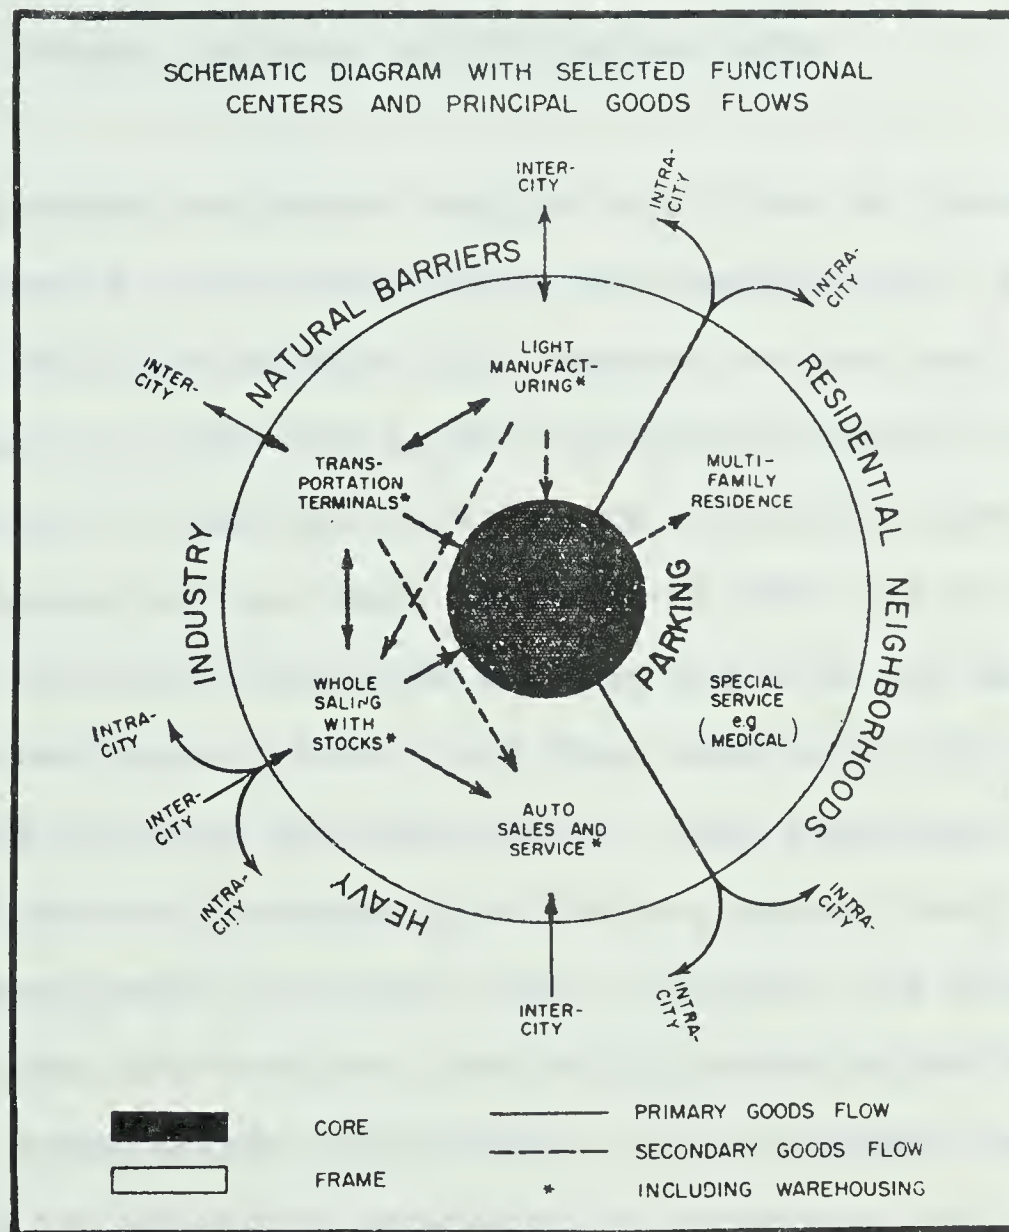 SCHEMATIC DIAGRAM WITH SELECTED FUNCTIONAL
CENTERS AND PRINCIPAL GOODS FLOWS
INTER-
CITY
INTRA-
CITY
INTRA-
CITY
NATURAL BARRIERS
INTER-
CITY
LIGHT
MANUFACT-
URING*
RESIDENTIAL NEIGHBORHOODS
TRANS-
PORTATION
TERMINALS*
MULTI-
FAMILY
RESIDENCE
PARKING
HEAVY INDUSTRY
WHOLE
SALING
WITH
STOCKS*
SPECIAL
SERVICE
(e.g
MEDICAL)
INTRA-
CITY
INTER-
CITY
INTRA-
CITY
AUTO
SALES AND
SERVICE*
INTRA-
CITY
INTRA-
CITY
INTER-
CITY
CORE
FRAME
PRIMARY GOODS FLOW
SECONDARY GOODS FLOW
* INCLUDING WAREHOUSING